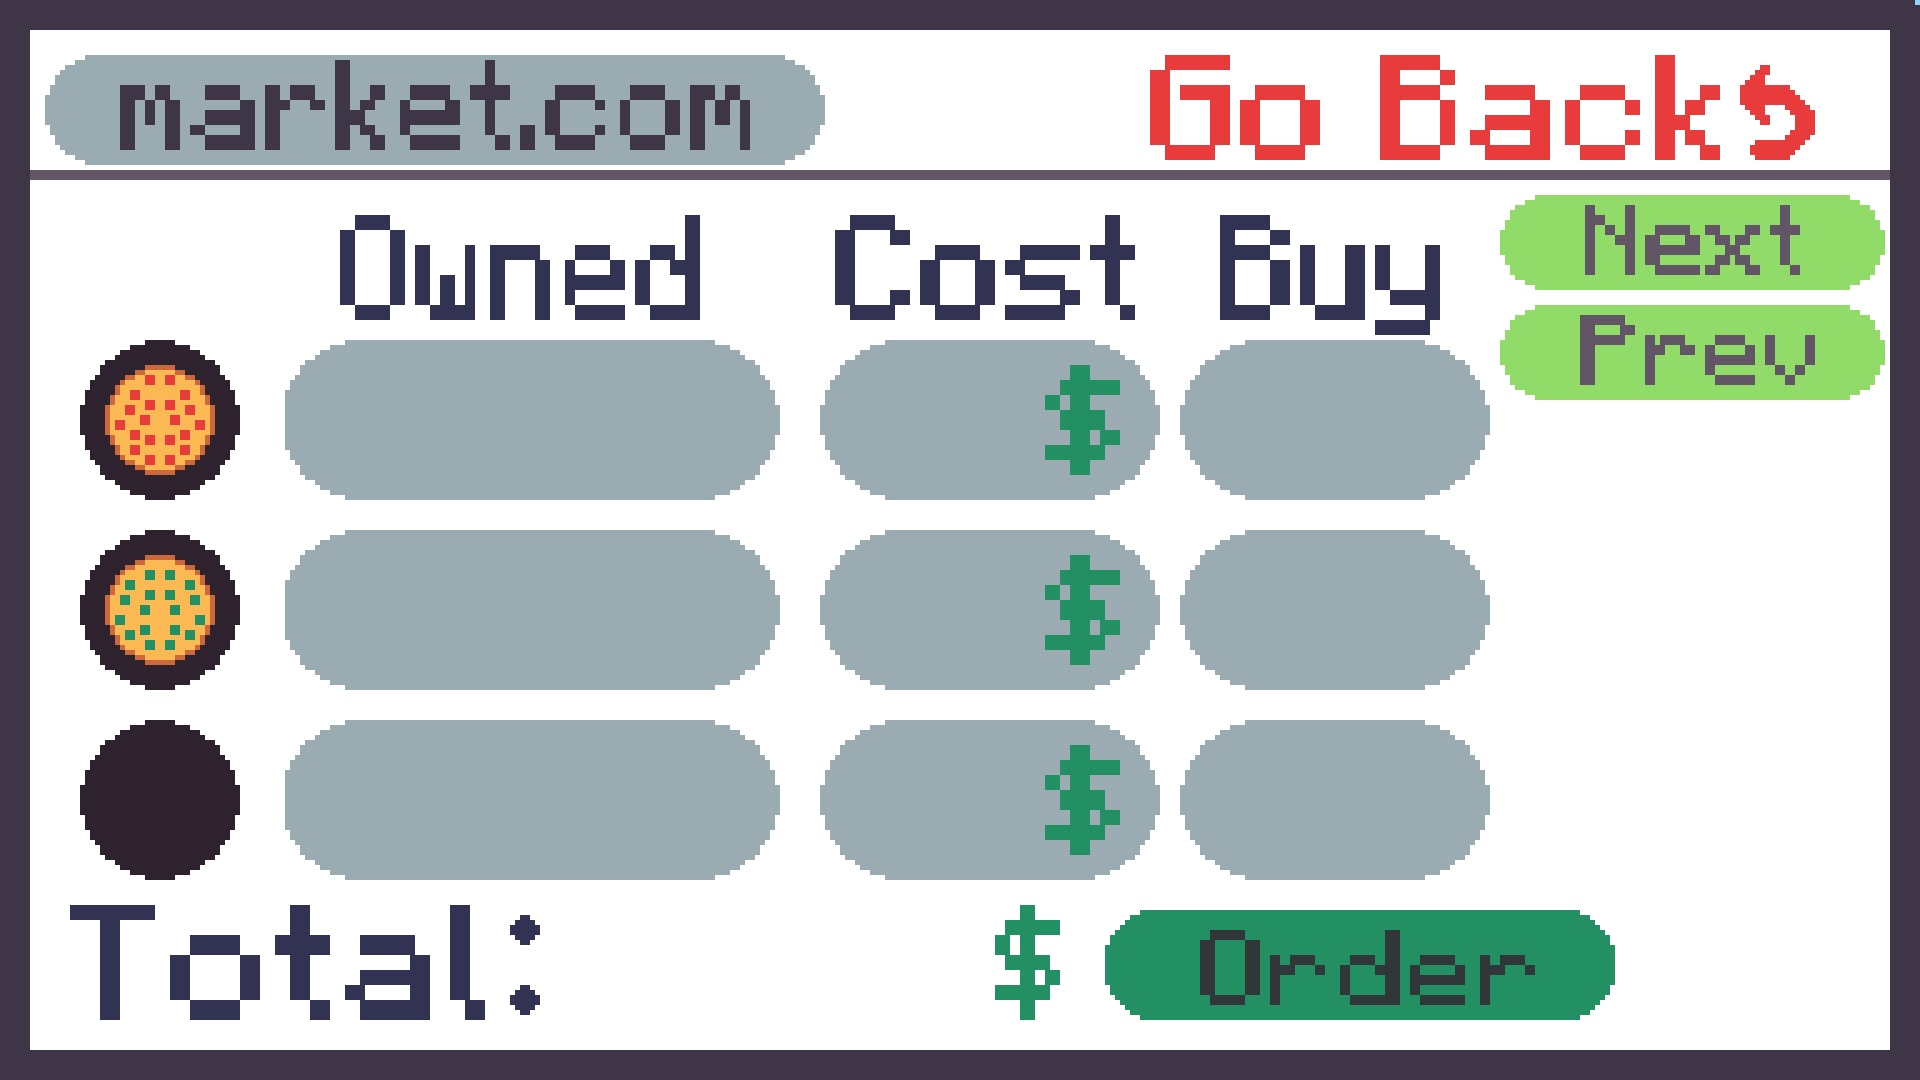 market.com
Go Back
Owned Cost Buy
Next
Prev
$
$
$
Total: $ Order